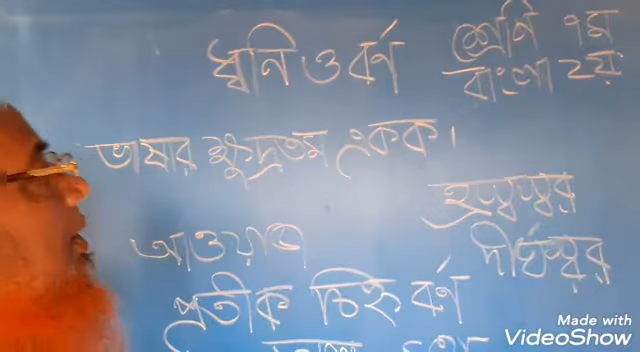 ধ্বনি ও বর্ণ
শ্রেণি ৭ম
বাংলা ২য়
ভাষার ক্ষুদ্রতম একক।
হ্রস্বস্বর
দীর্ঘস্বর
আওয়াজ
প্রতীক চিহ্ন বর্ণ
Made with
VideoShow